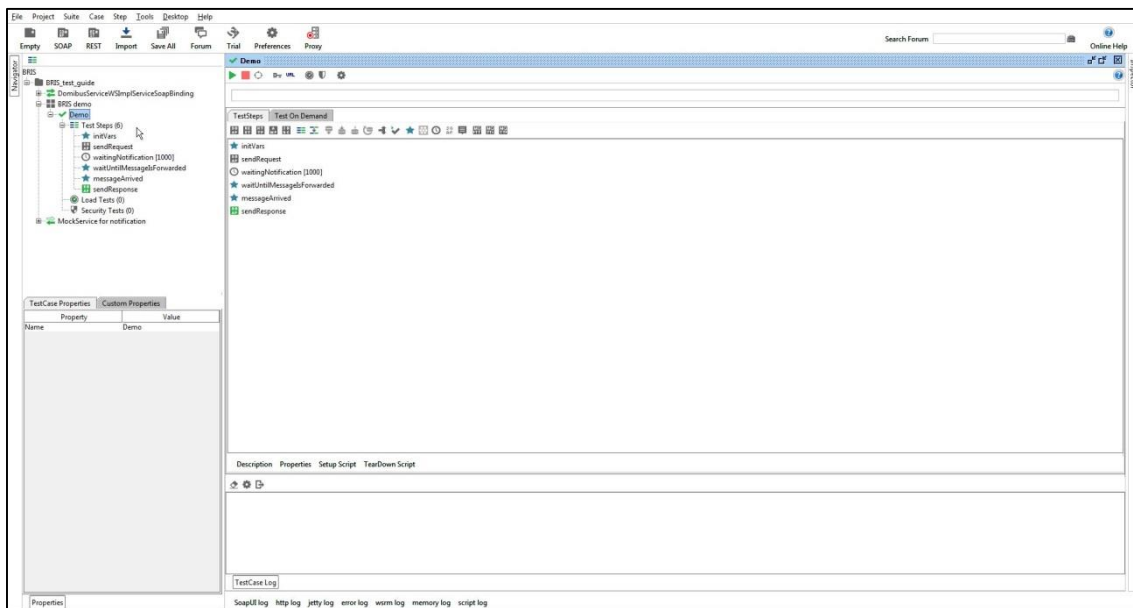 File Project Suite Case Step Tools Desktop Help
Empty SOAP REST Import Save All Forum Trial Preferences Proxy
Search Forum
Online Help
Navigator
BRIS
BRIS_test_guide
DomibusServiceWSImplServiceSoapBinding
BRIS demo
Demo
Test Steps (6)
initVars
sendRequest
waitingNotification [1000]
waitUntilMessageIsForwarded
messageArrived
sendResponse
Load Tests (0)
Security Tests (0)
MockService for notification
TestCase Properties Custom Properties
Property Value
Name Demo
Properties
Demo
TestSteps Test On Demand
initVars
sendRequest
waitingNotification [1000]
waitUntilMessageIsForwarded
messageArrived
sendResponse
Description Properties Setup Script TearDown Script
TestCase Log
SoapUI log http log jetty log error log wsrm log memory log script log